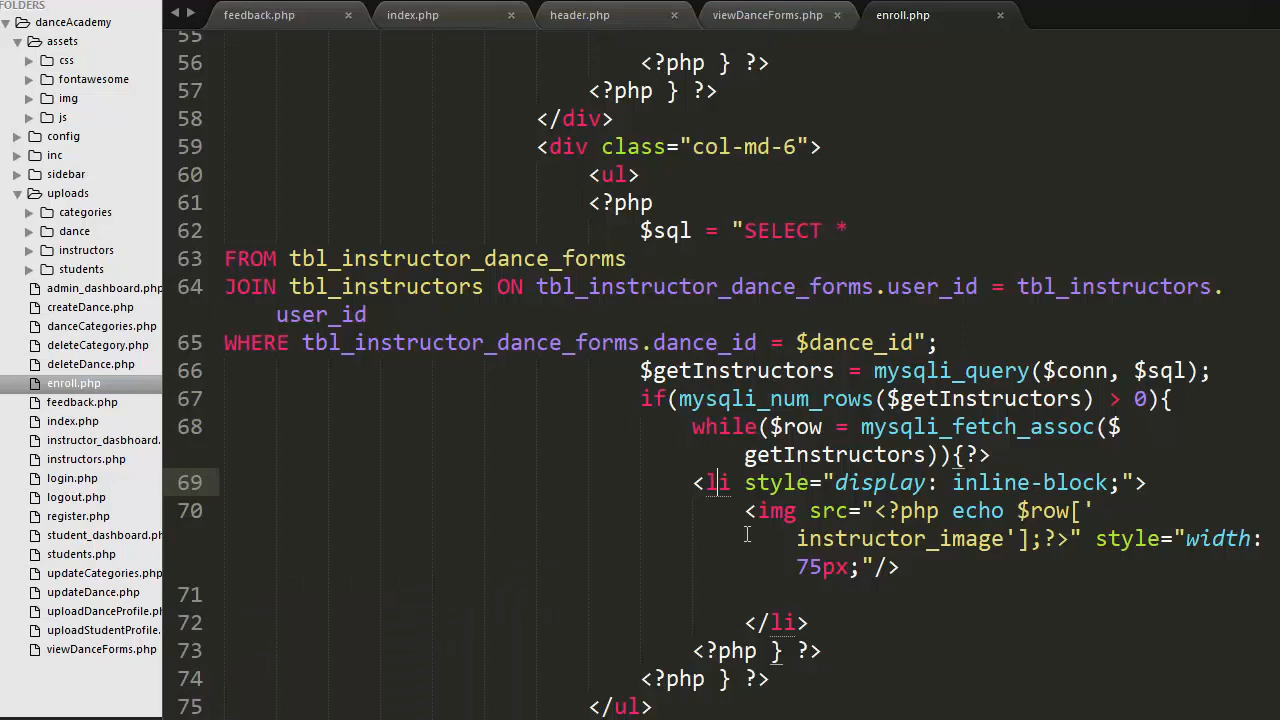 FOLDERS
danceAcademy
assets
css
fontawesome
img
js
config
inc
sidebar
uploads
categories
dance
instructors
students
admin_dashboard.php
createDance.php
danceCategories.php
deleteCategory.php
deleteDance.php
enroll.php
feedback.php
index.php
instructor_dasbhoard.
instructors.php
login.php
logout.php
register.php
student_dashboard.php
students.php
updateCategories.php
updateDance.php
uploadDanceProfile.ph
uploadStudentProfile.
viewDanceForms.php
feedback.php × index.php × header.php × viewDanceForms.php × enroll.php ×
55
56 <?php } ?>
57 <?php } ?>
58 </div>
59 <div class="col-md-6">
60 <ul>
61 <?php
62 $sql = "SELECT *
63 FROM tbl_instructor_dance_forms
64 JOIN tbl_instructors ON tbl_instructor_dance_forms.user_id = tbl_instructors.
user_id
65 WHERE tbl_instructor_dance_forms.dance_id = $dance_id";
66 $getInstructors = mysqli_query($conn, $sql);
67 if(mysqli_num_rows($getInstructors) > 0){
68 while($row = mysqli_fetch_assoc($
getInstructors)){?>
69 <li style="display: inline-block;">
70 <img src="<?php echo $row['
instructor_image'];?>" style="width:
75px;"/>
71
72 </li>
73 <?php } ?>
74 <?php } ?>
75 </ul>